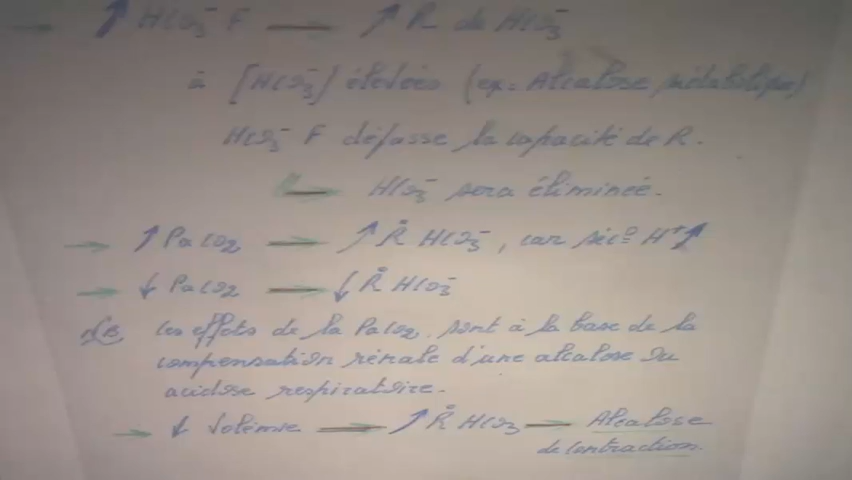 → ↑ HCO3⁻ F → ↑ R de HCO3⁻
à [HCO3⁻] élevées (ex: Alcalose métabolique)
HCO3⁻ F dépasse la capacité de R.
→ HCO3⁻ sera éliminée.
→ ↑ PaCO2 → ↑ R̊ HCO3⁻, car sécº H⁺ ↑
→ ↓ PaCO2 → ↓ R̊ HCO3⁻
NB les effets de la PaCO2 sont à la base de la
compensation rénale d'une alcalose ou
acidose respiratoire.
→ ↓ Volémie → ↑ R̊ HCO3 → Alcalose
de contraction.